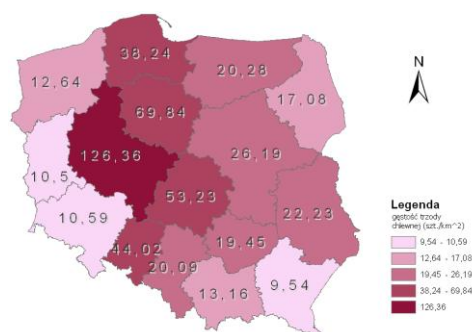 38,24
12,64
20,28
N
17,08
69,84
126,36
26,19
10,5
53,23
10,59
22,23
44,02
19,45
20,09
13,16
9,54
Legenda
gęstość trzody
chlewnej (szt./km^2)
9,54 - 10,59
12,64 - 17,08
19,45 - 26,19
38,24 - 69,84
126,36